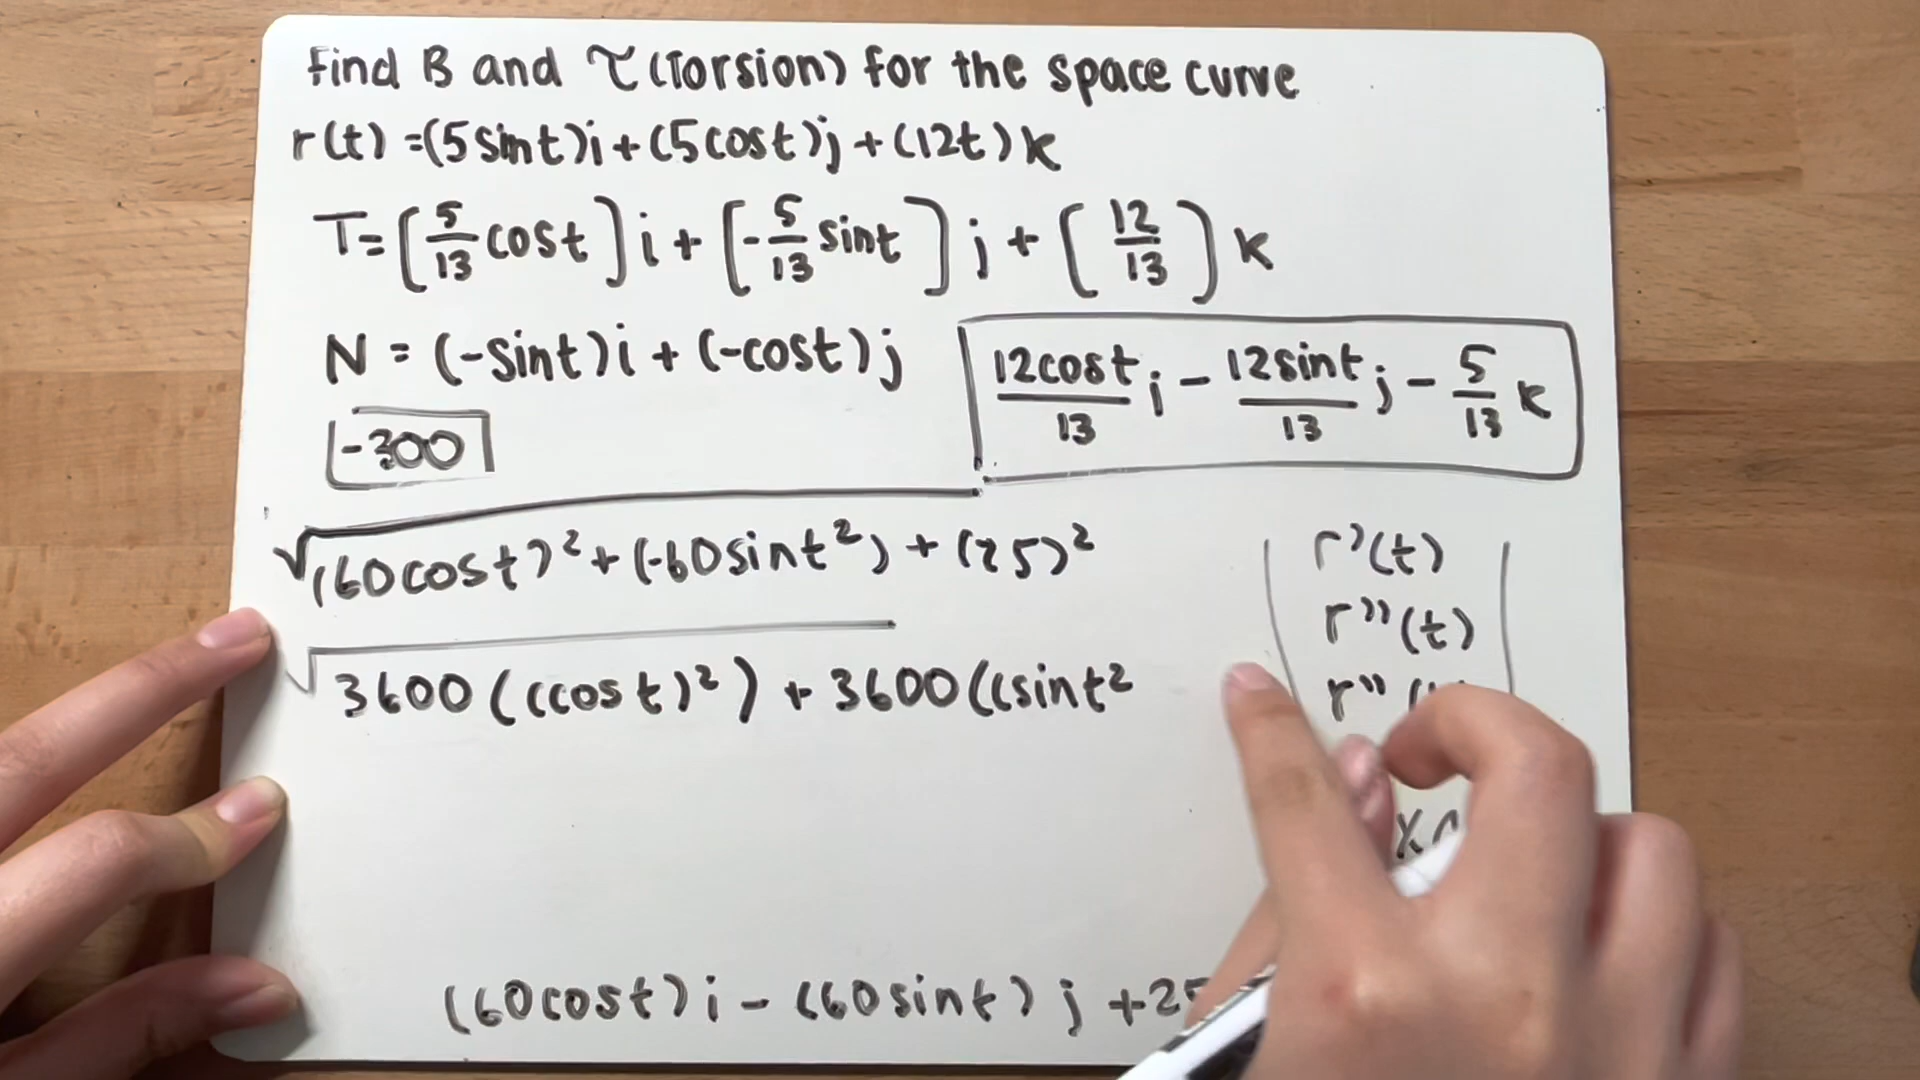 Find B and τ (Torsion) for the space curve
r(t) =(5sint)i+(5cost)j+(12t)k
T=[5/13 cost]i+[-5/13 sint]j+[12/13]k
N = (-sint)i+(-cost)j
12cost/13 i - 12sint/13 j - 5/13 k
-300
√(60cost)²+(-60sint²)+(25)²
r'(t)
r''(t)
√3600((cost)²)+3600((sint²
r''
(60cost)i-(60sint)j+25